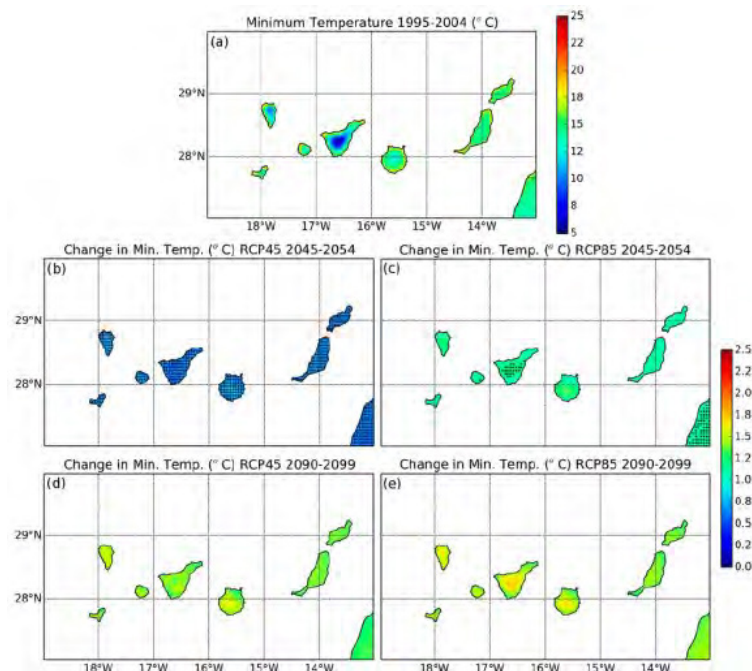 Minimum Temperature 1995-2004 (° C)
(a)
29°N
28°N
18°W 17°W 16°W 15°W 14°W
25
22
20
18
15
12
10
8
5
Change in Min. Temp. (° C) RCP45 2045-2054
(b)
29°N
28°N
Change in Min. Temp. (° C) RCP85 2045-2054
(c)
Change in Min. Temp. (° C) RCP45 2090-2099
(d)
29°N
28°N
18°W 17°W 16°W 15°W 14°W
Change in Min. Temp. (° C) RCP85 2090-2099
(e)
18°W 17°W 16°W 15°W 14°W
2.5
2.2
2.0
1.8
1.5
1.2
1.0
0.8
0.5
0.2
0.0